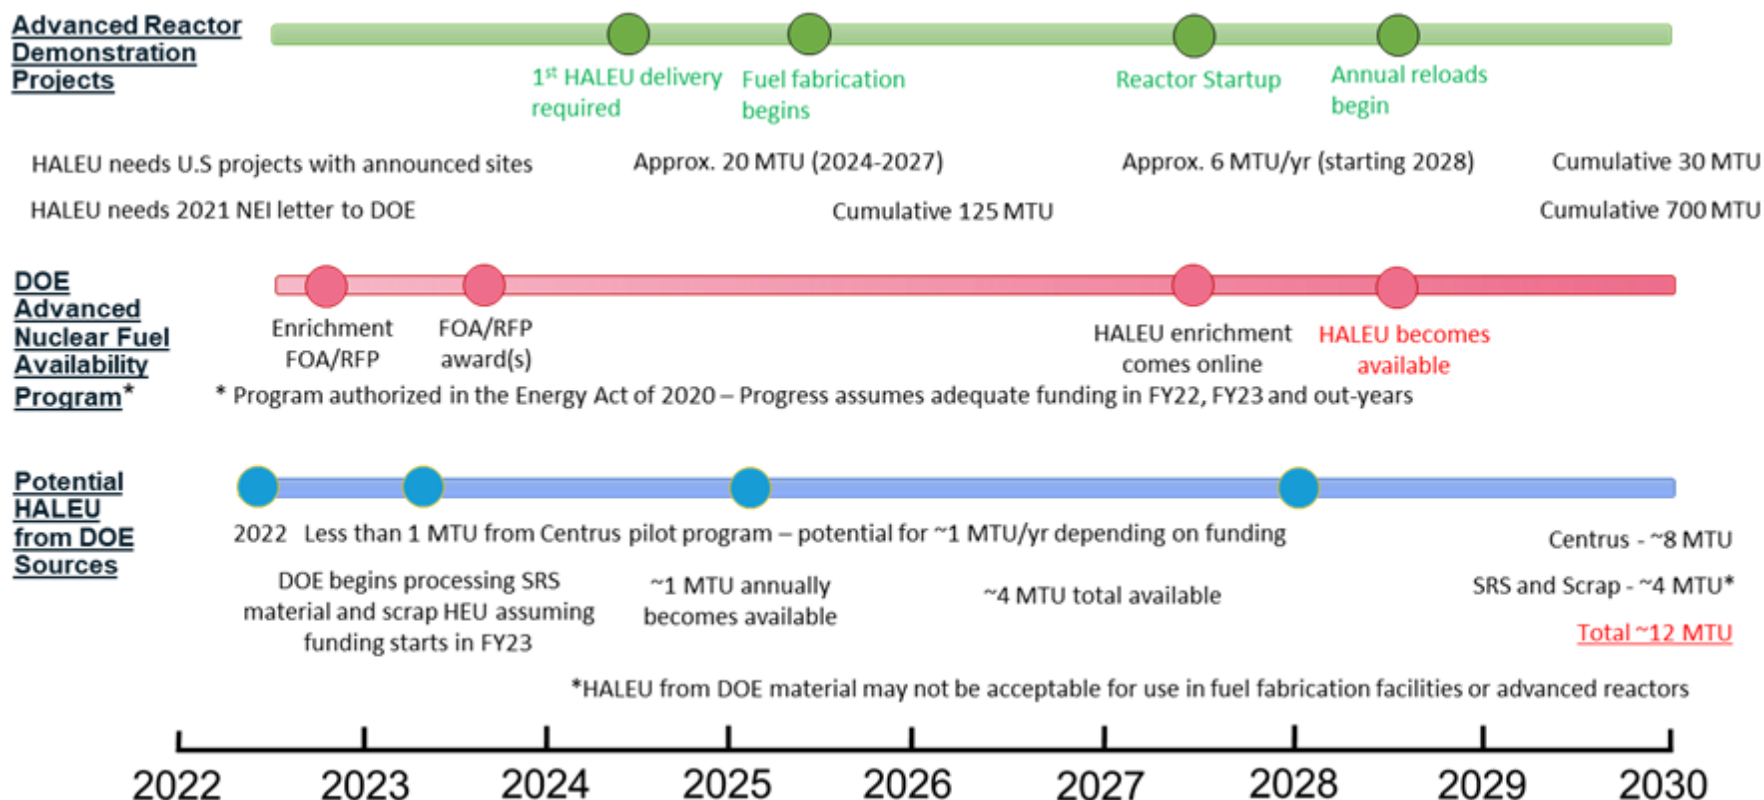 Advanced Reactor
Demonstration
Projects
1st HALEU delivery
required
Fuel fabrication
begins
Reactor Startup
Annual reloads
begin
HALEU needs U.S projects with announced sites
Approx. 20 MTU (2024-2027)
Approx. 6 MTU/yr (starting 2028)
Cumulative 30 MTU
HALEU needs 2021 NEI letter to DOE
Cumulative 125 MTU
Cumulative 700 MTU
DOE
Advanced
Nuclear Fuel
Availability
Program*
Enrichment
FOA/RFP
FOA/RFP
award(s)
HALEU enrichment
comes online
HALEU becomes
available
* Program authorized in the Energy Act of 2020 – Progress assumes adequate funding in FY22, FY23 and out-years
Potential
HALEU
from DOE
Sources
2022 Less than 1 MTU from Centrus pilot program – potential for ~1 MTU/yr depending on funding
DOE begins processing SRS
material and scrap HEU assuming
funding starts in FY23
~1 MTU annually
becomes available
~4 MTU total available
Centrus - ~8 MTU
SRS and Scrap - ~4 MTU*
Total ~12 MTU
*HALEU from DOE material may not be acceptable for use in fuel fabrication facilities or advanced reactors
2022 2023 2024 2025 2026 2027 2028 2029 2030